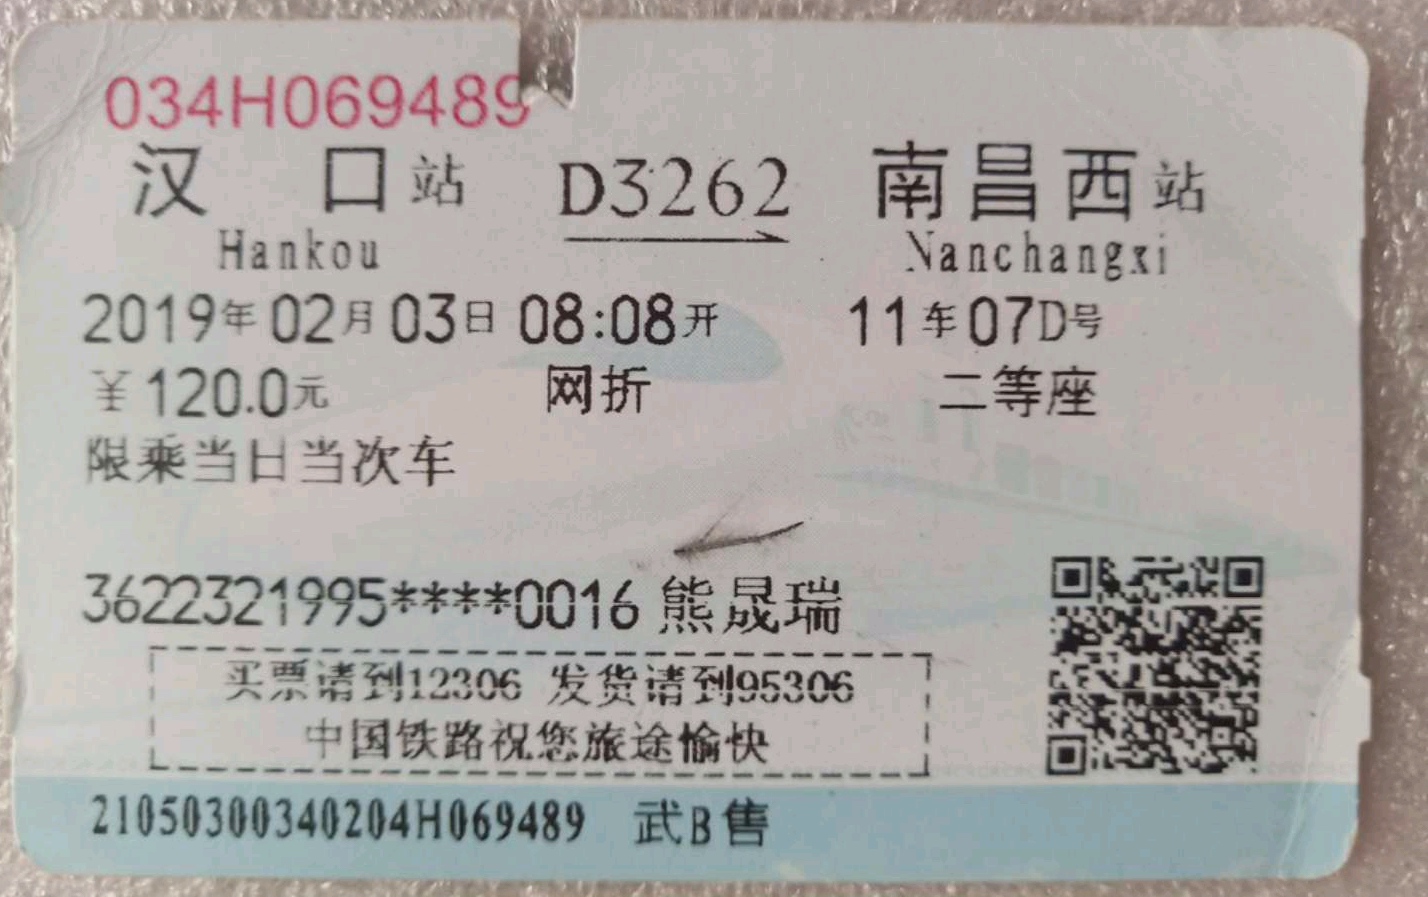 034H069489
汉口站 D3262 南昌西站
Hankou Nanchangxi
2019年02月03日 08:08开 11车07D号
￥120.0元 网折 二等座
限乘当日当次车
3622321995****0016 熊晟瑞
买票请到12306 发货请到95306
中国铁路祝您旅途愉快
21050300340204H069489 武B售